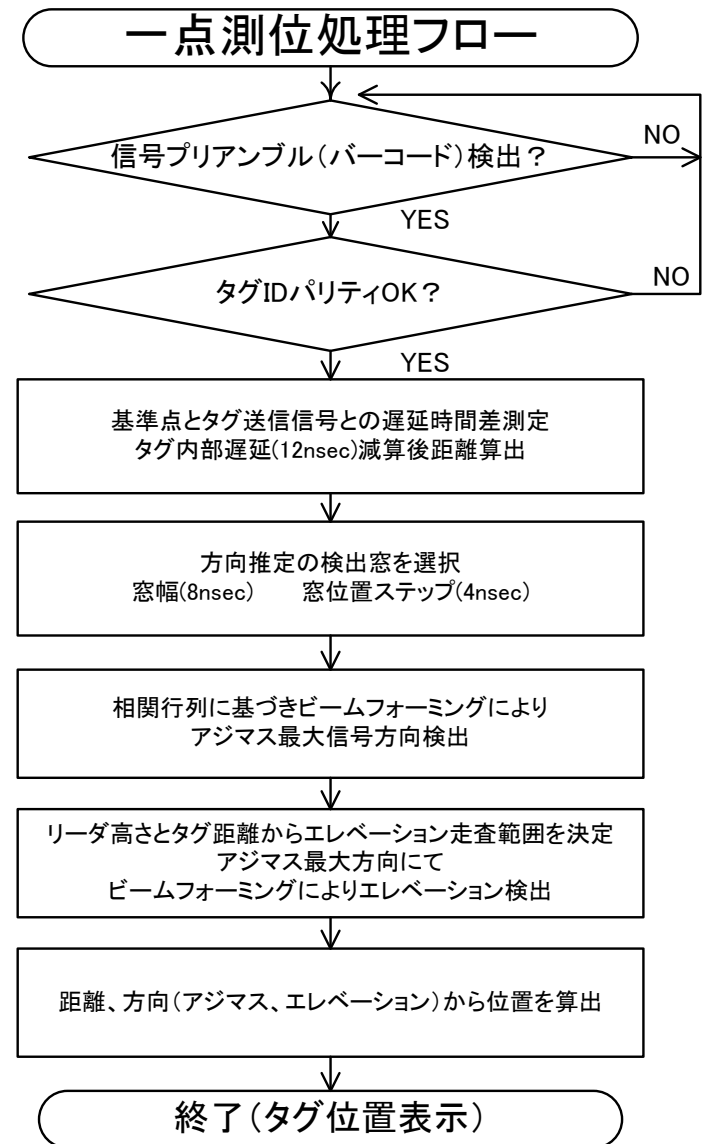 一点測位処理フロー
信号プリアンブル(バーコード)検出?
NO
YES
タグIDパリティOK?
NO
YES
基準点とタグ送信信号との遅延時間差測定
タグ内部遅延(12nsec)減算後距離算出
方向推定の検出窓を選択
窓幅(8nsec)　　窓位置ステップ(4nsec)
相関行列に基づきビームフォーミングにより
アジマス最大信号方向検出
リーダ高さとタグ距離からエレベーション走査範囲を決定
アジマス最大方向にて
ビームフォーミングによりエレベーション検出
距離、方向(アジマス、エレベーション)から位置を算出
終了(タグ位置表示)